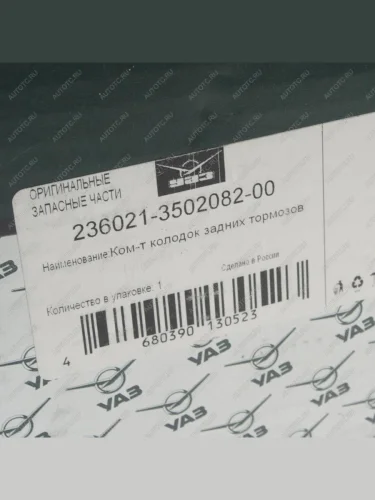 ОРИГИНАЛЬНЫЕ
ЗАПАСНЫЕ ЧАСТИ
УАЗ
236021-3502082-00
Наименование:Ком-т колодок задних тормозов
Сделано в России
Количество в упаковке: 1
4 680390 130523
УАЗ
УАЗ
УАЗ